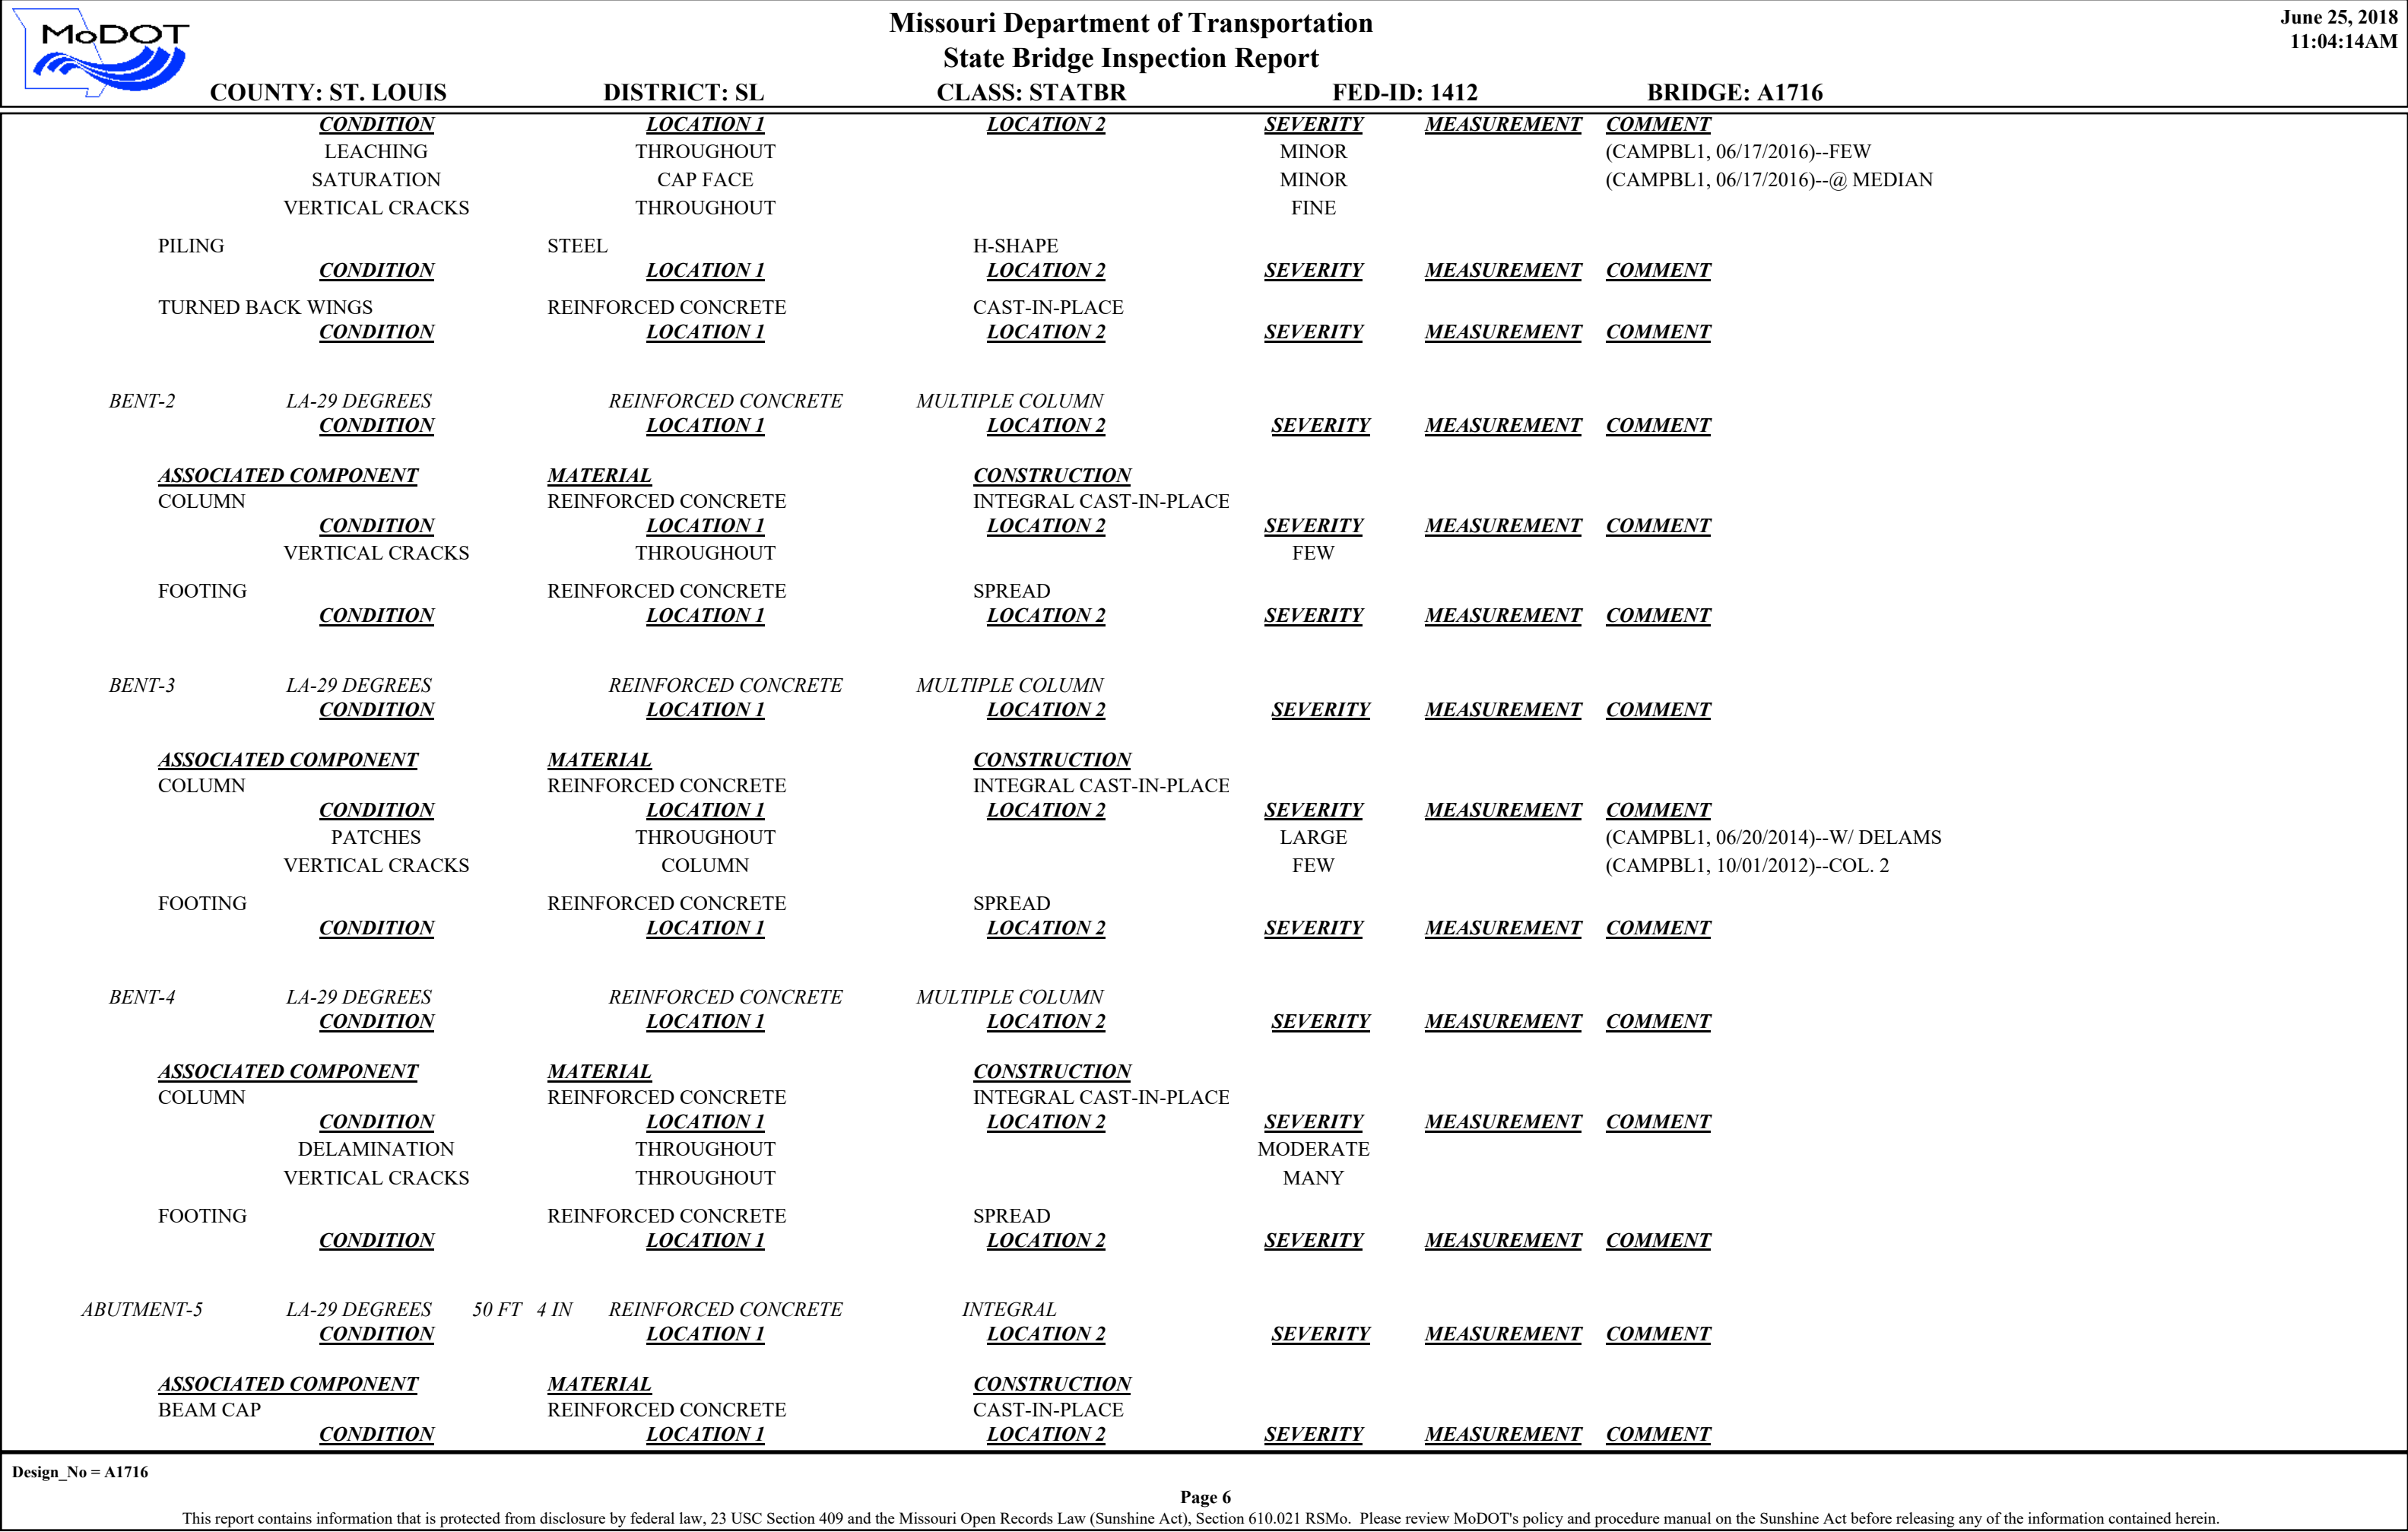 MoDOT
Missouri Department of Transportation
State Bridge Inspection Report
June 25, 2018
11:04:14AM
COUNTY: ST. LOUIS DISTRICT: SL CLASS: STATBR FED-ID: 1412 BRIDGE: A1716
CONDITION LOCATION 1 LOCATION 2 SEVERITY MEASUREMENT COMMENT
LEACHING THROUGHOUT MINOR (CAMPBL1, 06/17/2016)--FEW
SATURATION CAP FACE MINOR (CAMPBL1, 06/17/2016)--@ MEDIAN
VERTICAL CRACKS THROUGHOUT FINE
PILING STEEL H-SHAPE
CONDITION LOCATION 1 LOCATION 2 SEVERITY MEASUREMENT COMMENT
TURNED BACK WINGS REINFORCED CONCRETE CAST-IN-PLACE
CONDITION LOCATION 1 LOCATION 2 SEVERITY MEASUREMENT COMMENT
BENT-2 LA-29 DEGREES REINFORCED CONCRETE MULTIPLE COLUMN
CONDITION LOCATION 1 LOCATION 2 SEVERITY MEASUREMENT COMMENT
ASSOCIATED COMPONENT MATERIAL CONSTRUCTION
COLUMN REINFORCED CONCRETE INTEGRAL CAST-IN-PLACE
CONDITION LOCATION 1 LOCATION 2 SEVERITY MEASUREMENT COMMENT
VERTICAL CRACKS THROUGHOUT FEW
FOOTING REINFORCED CONCRETE SPREAD
CONDITION LOCATION 1 LOCATION 2 SEVERITY MEASUREMENT COMMENT
BENT-3 LA-29 DEGREES REINFORCED CONCRETE MULTIPLE COLUMN
CONDITION LOCATION 1 LOCATION 2 SEVERITY MEASUREMENT COMMENT
ASSOCIATED COMPONENT MATERIAL CONSTRUCTION
COLUMN REINFORCED CONCRETE INTEGRAL CAST-IN-PLACE
CONDITION LOCATION 1 LOCATION 2 SEVERITY MEASUREMENT COMMENT
PATCHES THROUGHOUT LARGE (CAMPBL1, 06/20/2014)--W/ DELAMS
VERTICAL CRACKS COLUMN FEW (CAMPBL1, 10/01/2012)--COL. 2
FOOTING REINFORCED CONCRETE SPREAD
CONDITION LOCATION 1 LOCATION 2 SEVERITY MEASUREMENT COMMENT
BENT-4 LA-29 DEGREES REINFORCED CONCRETE MULTIPLE COLUMN
CONDITION LOCATION 1 LOCATION 2 SEVERITY MEASUREMENT COMMENT
ASSOCIATED COMPONENT MATERIAL CONSTRUCTION
COLUMN REINFORCED CONCRETE INTEGRAL CAST-IN-PLACE
CONDITION LOCATION 1 LOCATION 2 SEVERITY MEASUREMENT COMMENT
DELAMINATION THROUGHOUT MODERATE
VERTICAL CRACKS THROUGHOUT MANY
FOOTING REINFORCED CONCRETE SPREAD
CONDITION LOCATION 1 LOCATION 2 SEVERITY MEASUREMENT COMMENT
ABUTMENT-5 LA-29 DEGREES 50 FT 4 IN REINFORCED CONCRETE INTEGRAL
CONDITION LOCATION 1 LOCATION 2 SEVERITY MEASUREMENT COMMENT
ASSOCIATED COMPONENT MATERIAL CONSTRUCTION
BEAM CAP REINFORCED CONCRETE CAST-IN-PLACE
CONDITION LOCATION 1 LOCATION 2 SEVERITY MEASUREMENT COMMENT
Design_No = A1716
Page 6
This report contains information that is protected from disclosure by federal law, 23 USC Section 409 and the Missouri Open Records Law (Sunshine Act), Section 610.021 RSMo. Please review MoDOT's policy and procedure manual on the Sunshine Act before releasing any of the information contained herein.